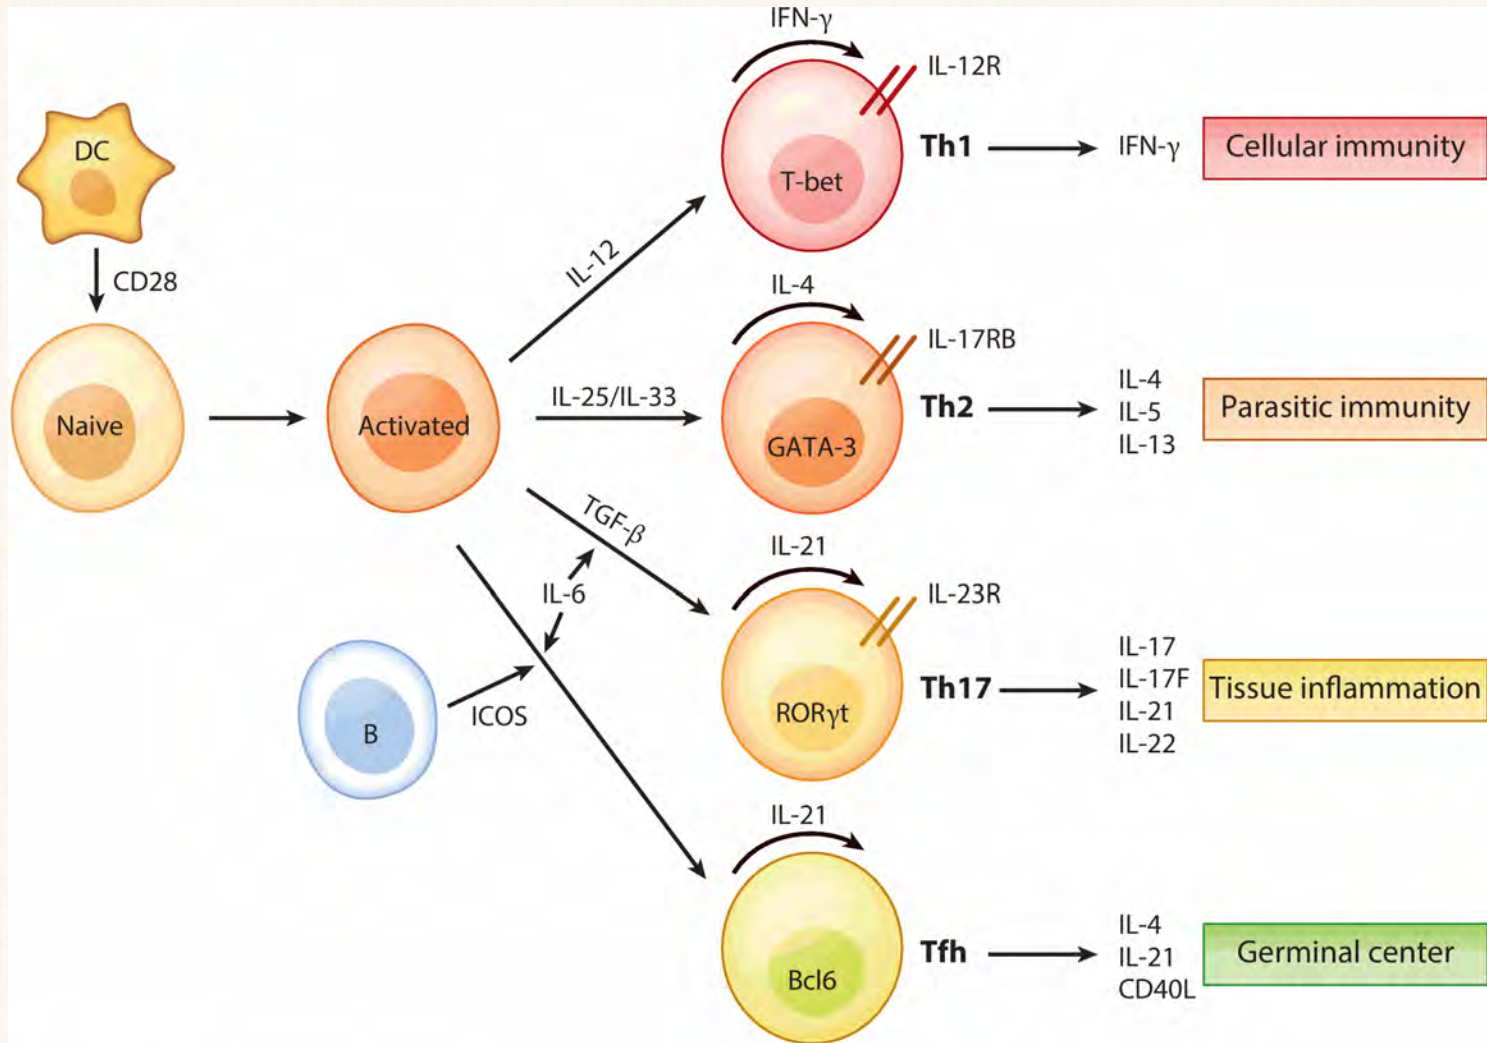 DC
CD28
Naive
Activated
IL-12
IL-25/IL-33
TGF-β
IL-6
B
ICOS
IFN-γ
IL-12R
T-bet
Th1
IFN-γ
Cellular immunity
IL-4
IL-17RB
GATA-3
Th2
IL-4
IL-5
IL-13
Parasitic immunity
IL-21
IL-23R
RORγt
Th17
IL-17
IL-17F
IL-21
IL-22
Tissue inflammation
IL-21
Bcl6
Tfh
IL-4
IL-21
CD40L
Germinal center